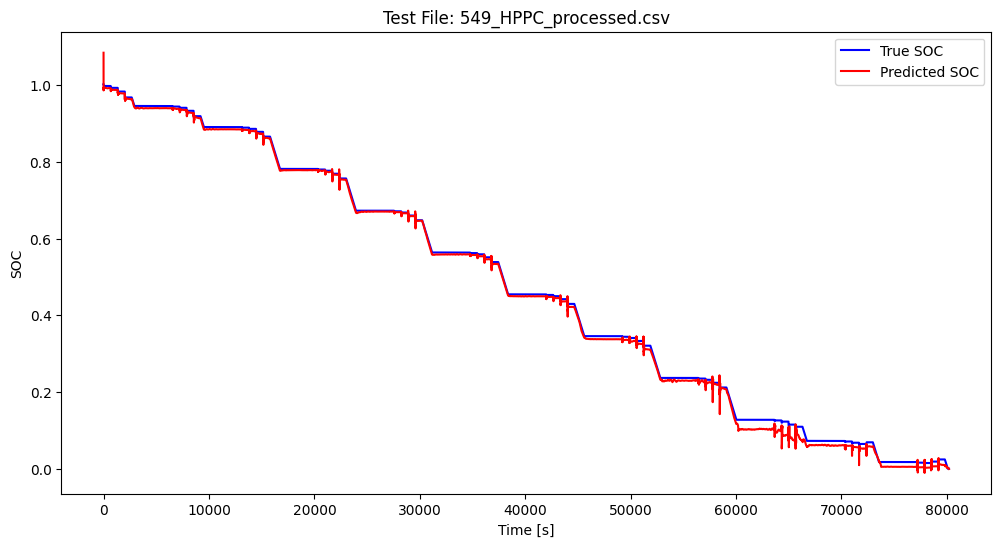 Test File: 549_HPPC_processed.csv
True SOC
Predicted SOC
SOC
1.0
0.8
0.6
0.4
0.2
0.0
0 10000 20000 30000 40000 50000 60000 70000 80000
Time [s]